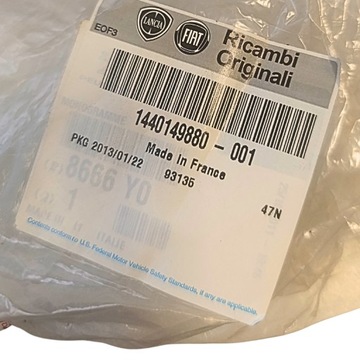 EOF3
LANCIA
FIAT
Ricambi
Originali
1440149880 - 001
Made in France
PKG 2013/01/22
93135
8666 Y0
1
47N
Contents conform to U.S. Federal Motor Vehicle Safety Standards, if any are applicable.